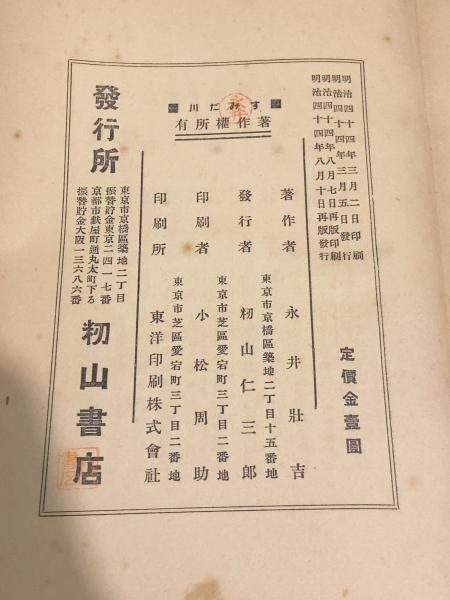 明治四十四年三月二日印刷
明治四十四年三月五日發行
明治四十四年八月七日再版印刷
明治四十四年八月十日再版發行
定價金壹圓
川だみす
有所權作著
著作者 永井壯吉
東京市京橋區築地二丁目十五番地
發行者 籾山仁三郎
東京市芝區愛宕町三丁目二番地
印刷者 小松周助
東京市芝區愛宕町三丁目二番地
印刷所 東洋印刷株式會社
發行所
東京市京橋區築地二丁目
振替貯金東京二四一七番
京都市麩屋町通丸太町下る
振替貯金大阪一三六八六番
籾山書店